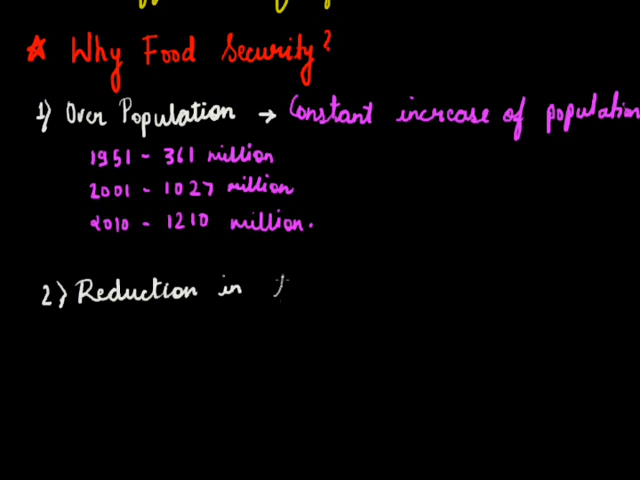 * Why Food Security?
1) Over Population → Constant increase of population
1951 - 361 million
2001 - 1027 million
2010 - 1210 million.
2) Reduction in